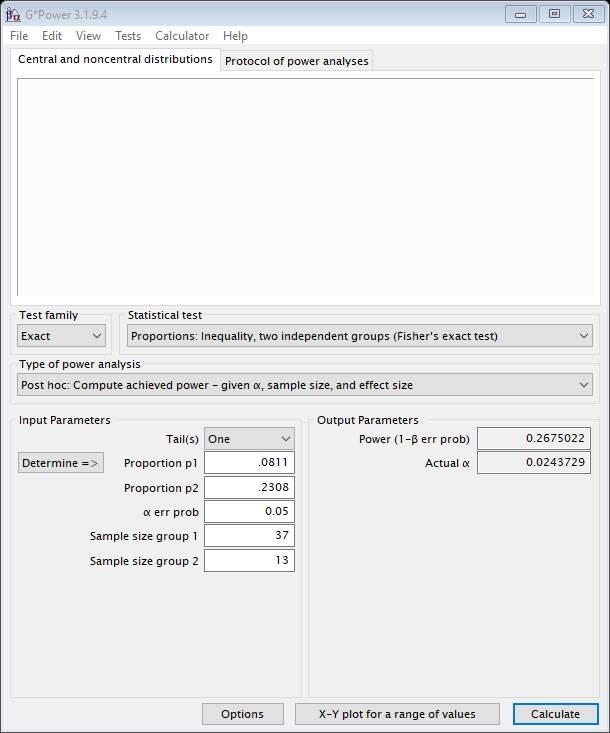 G*Power 3.1.9.4
File Edit View Tests Calculator Help
Central and noncentral distributions Protocol of power analyses
Test family Statistical test
Exact Proportions: Inequality, two independent groups (Fisher's exact test)
Type of power analysis
Post hoc: Compute achieved power - given α, sample size, and effect size
Input Parameters Output Parameters
Tail(s) One Power (1-β err prob) 0.2675022
Determine => Proportion p1 .0811 Actual α 0.0243729
Proportion p2 .2308
α err prob 0.05
Sample size group 1 37
Sample size group 2 13
Options X-Y plot for a range of values Calculate